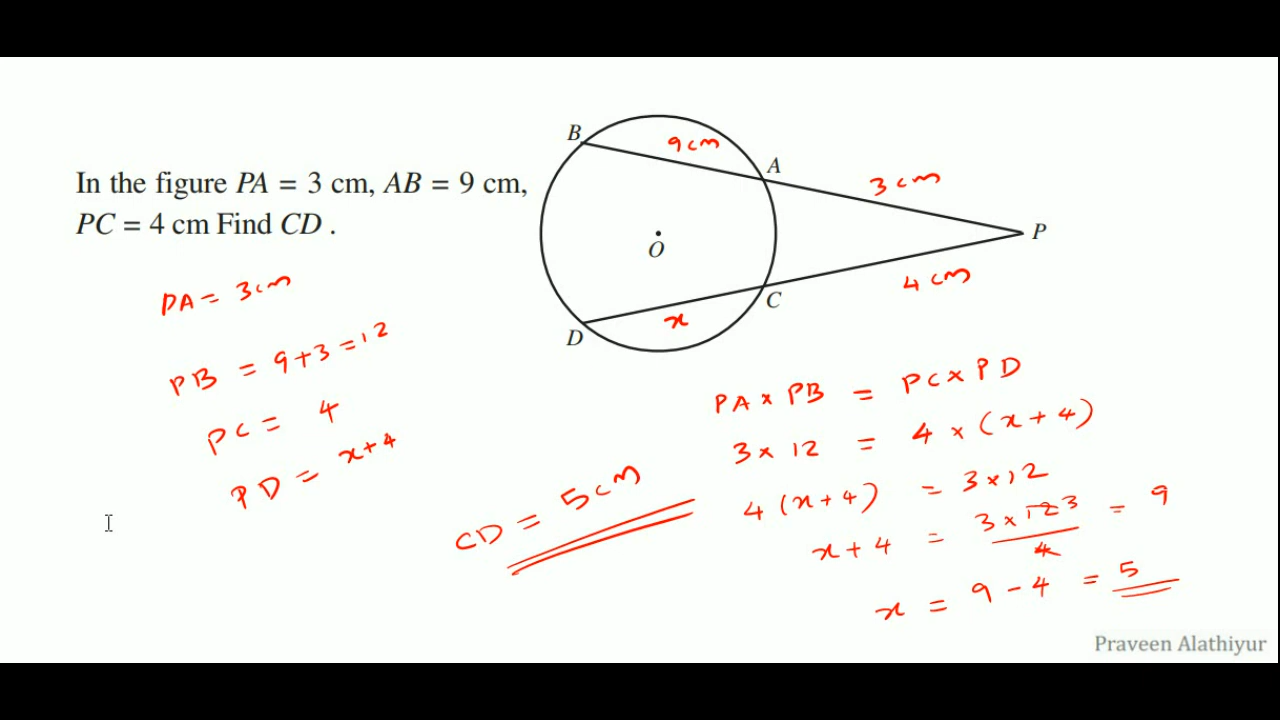 In the figure PA = 3 cm, AB = 9 cm,
PC = 4 cm Find CD .
B
9cm
A
3cm
P
O
4cm
C
x
D
PA = 3cm
PB = 9+3 = 12
PC = 4
PD = x+4
CD = 5cm
PA × PB = PC × PD
3 × 12 = 4 × (x + 4)
4 (x + 4) = 3 × 12
x + 4 = 3 × 12 3 / 4 = 9
x = 9 - 4 = 5
Praveen Alathiyur